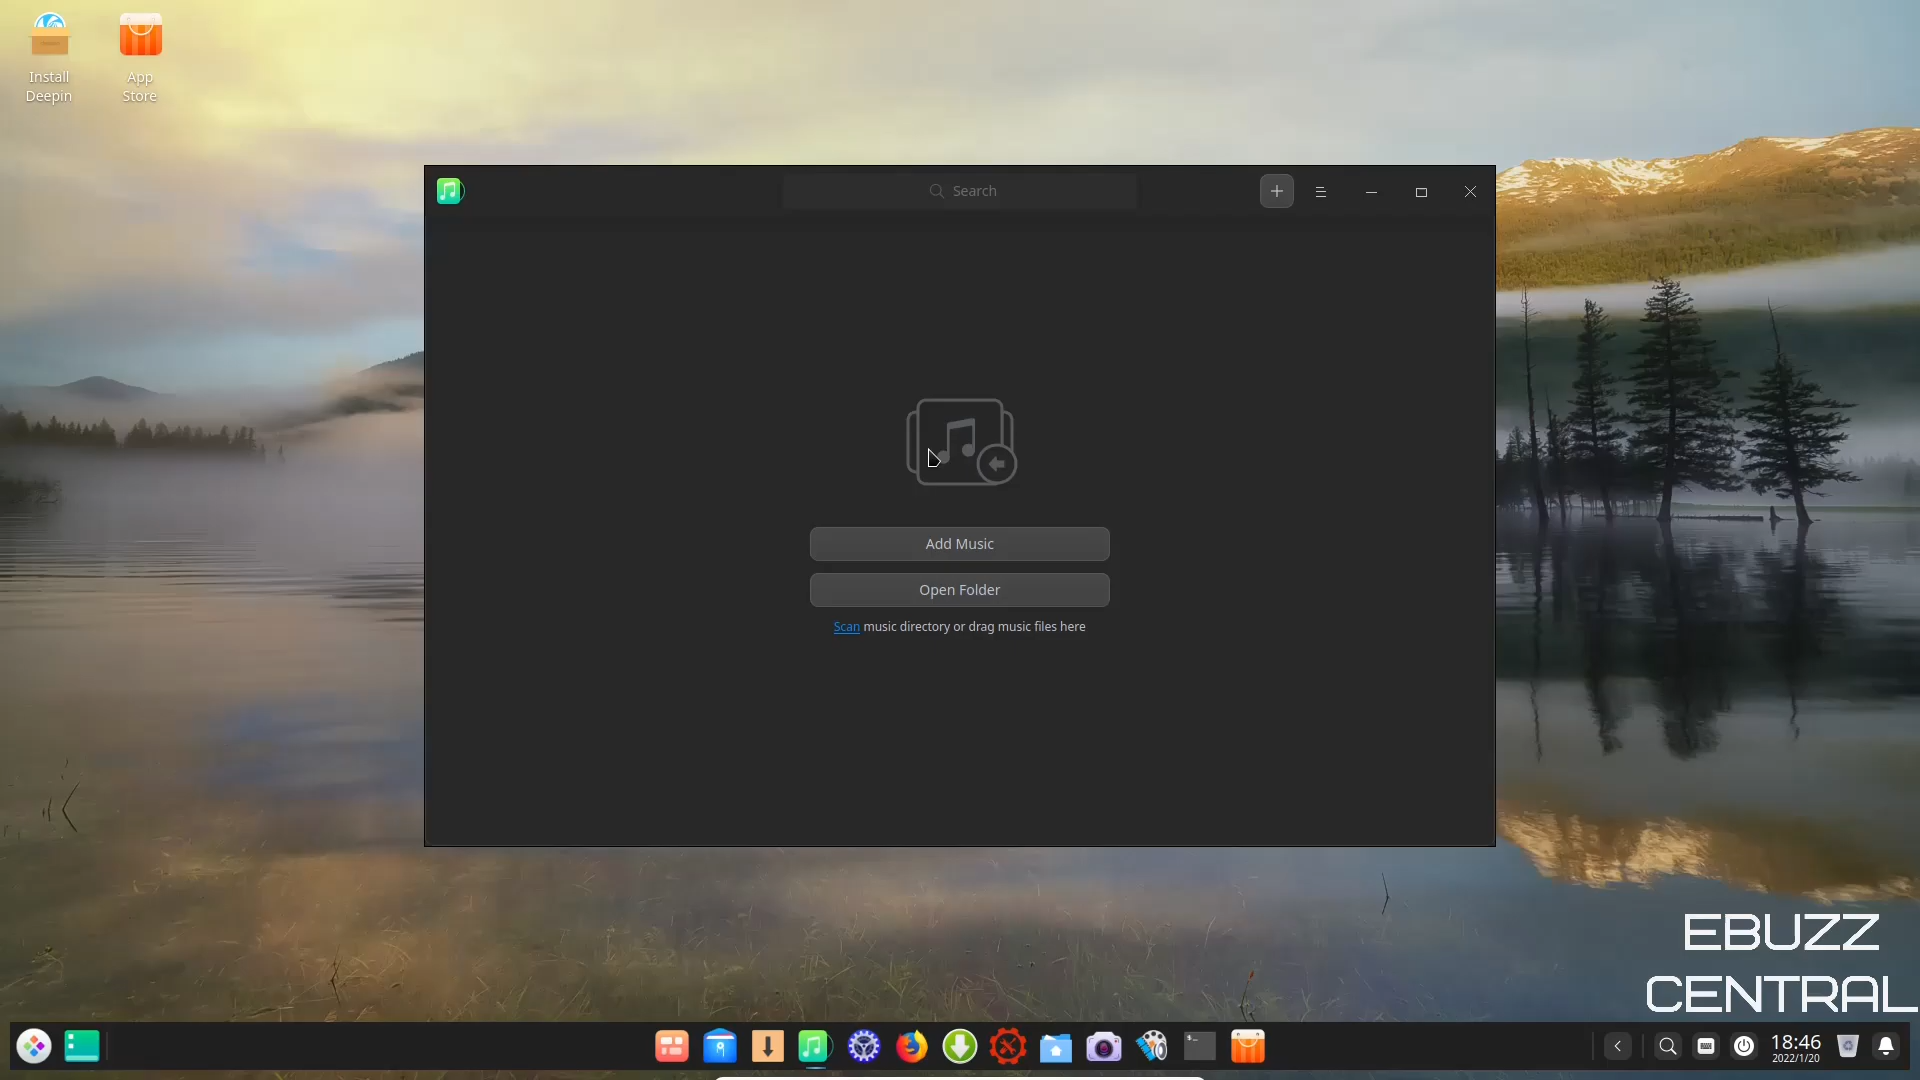 Install
Deepin
App
Store
Search
Add Music
Open Folder
Scan music directory or drag music files here
EBUZZ
CENTRAL
18:46
2022/1/20